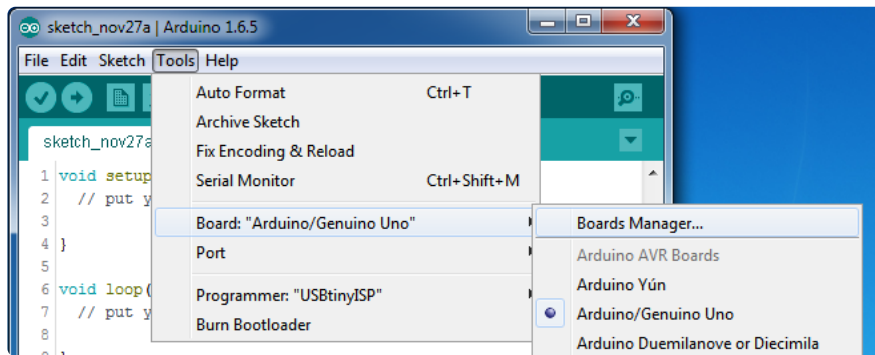 sketch_nov27a | Arduino 1.6.5
File Edit Sketch Tools Help
Auto Format Ctrl+T
Archive Sketch
sketch_nov27a
Fix Encoding & Reload
1 void setup
Serial Monitor Ctrl+Shift+M
2 // put y
3
Board: "Arduino/Genuino Uno" Boards Manager...
4 }
Port Arduino AVR Boards
5
Arduino Yún
6 void loop(
Programmer: "USBtinyISP" Arduino/Genuino Uno
7 // put y
Burn Bootloader
8
Arduino Duemilanove or Diecimila